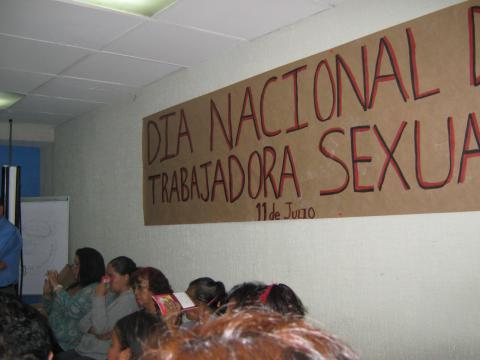 DIA NACIONAL D
TRABAJADORA SEXUA
11 de Junio